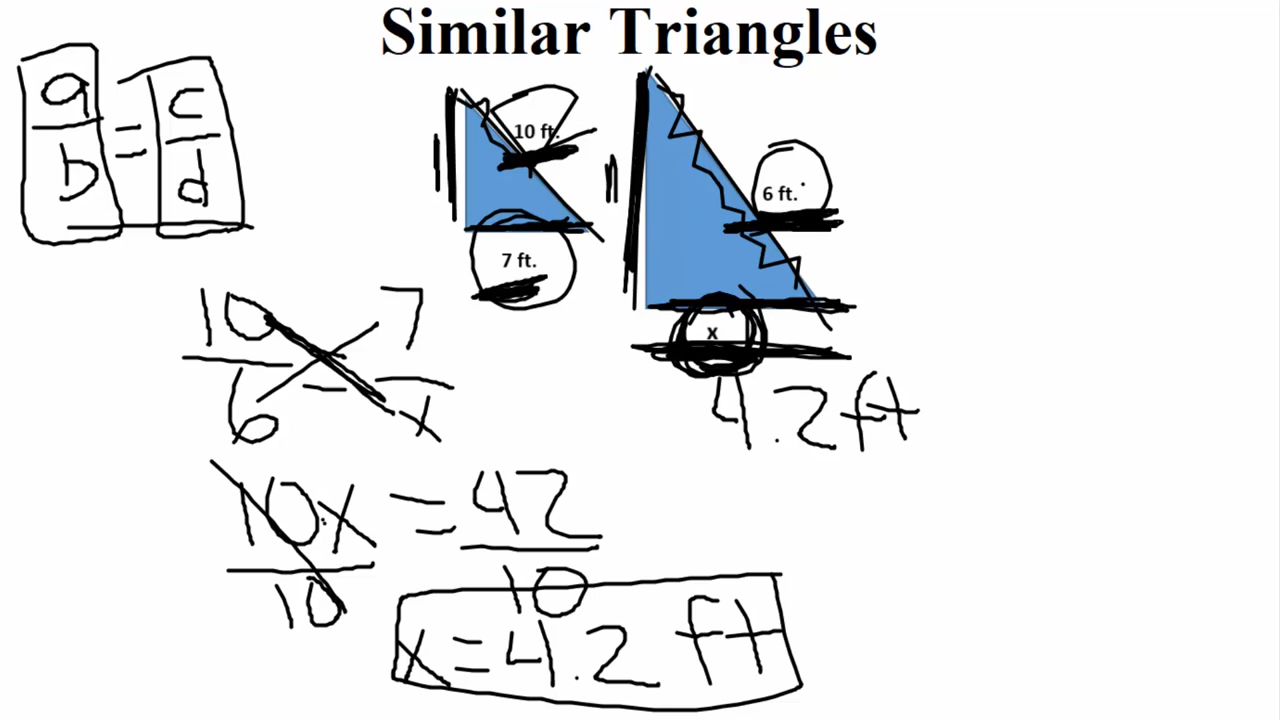 Similar Triangles
a/b = c/d
10 ft.
7 ft.
6 ft.
x
4.2 ft
10/6 = 7/x
10x/10 = 42/10
x = 4.2 ft